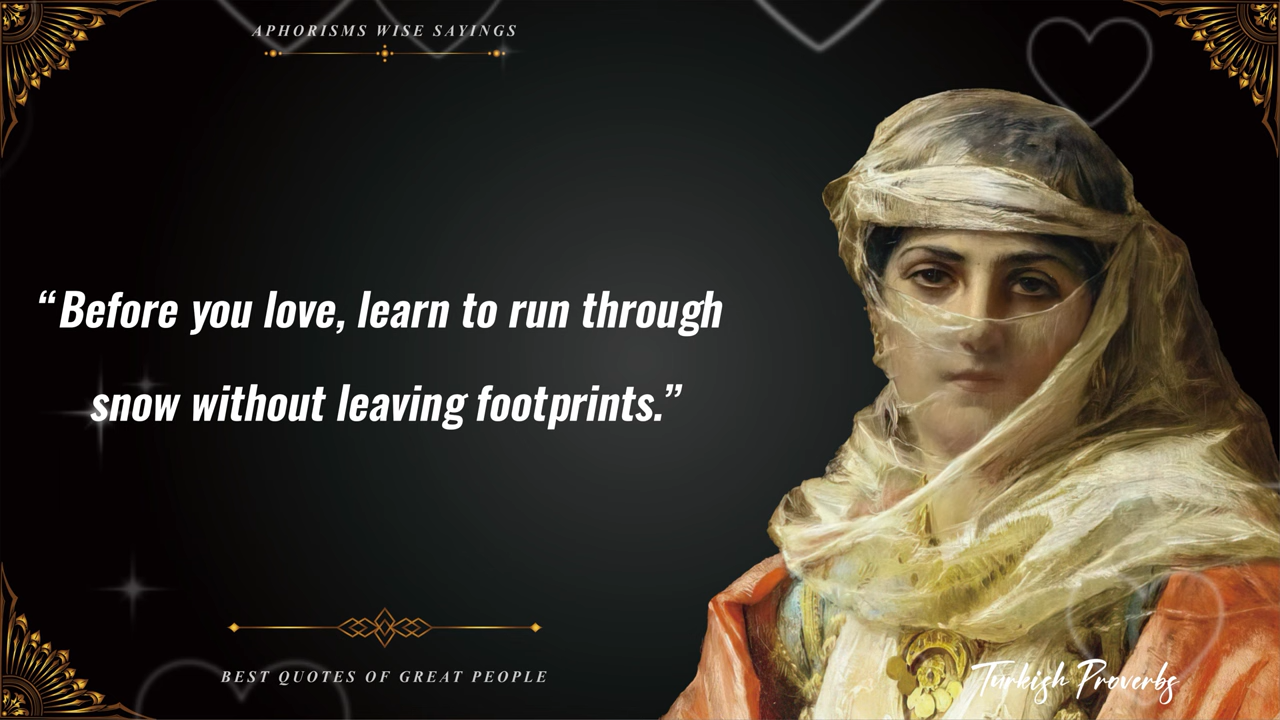 APHORISMS WISE SAYINGS
“Before you love, learn to run through
snow without leaving footprints.”
BEST QUOTES OF GREAT PEOPLE
Turkish Proverbs